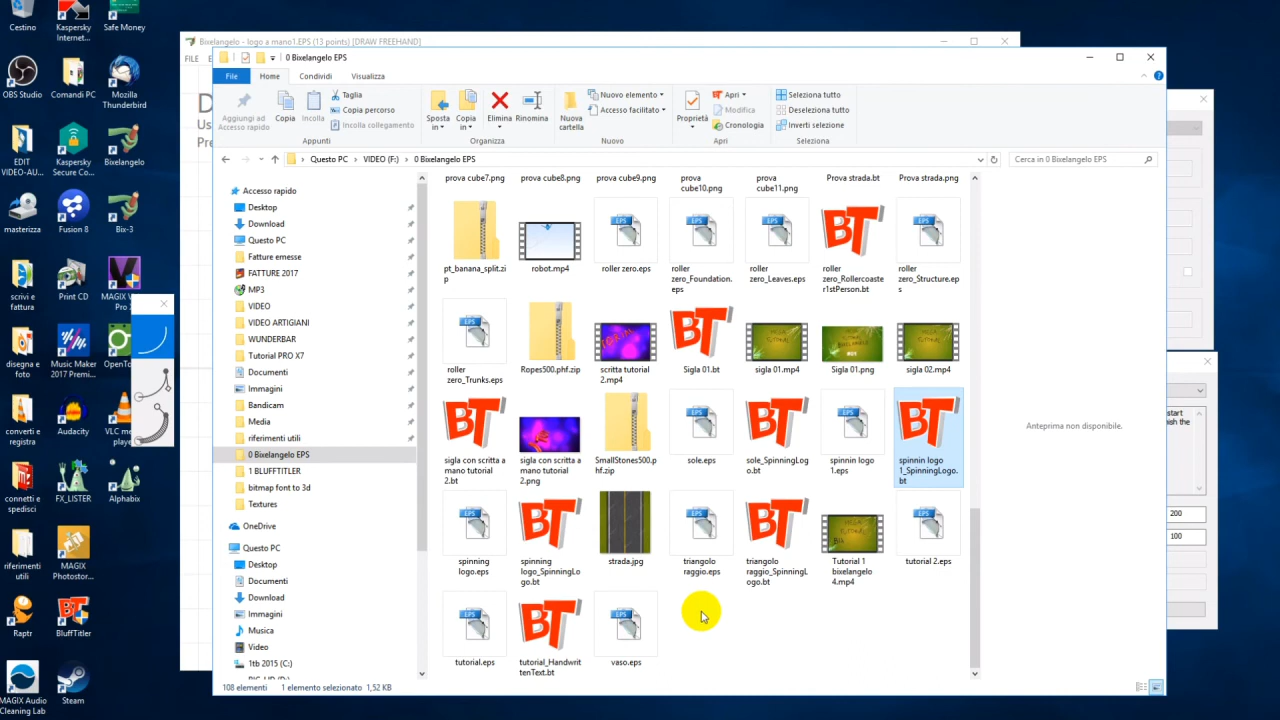 Cestino
Kaspersky Internet...
Safe Money
OBS Studio
Comandi PC
Mozilla Thunderbird
EDIT VIDEO-AU...
Kaspersky Secure Co...
Bixelangelo
masterizza
Fusion 8
Bix-3
scrivi e fattura
Print CD
MAGIX V
Pro
disegna e foto
Music Maker 2017 Premi...
OpenTo
converti e registra
Audacity
VLC me
playe
connetti e spedisci
FX_LISTER
Alphabix
riferimenti utili
MAGIX Photostor...
Raptr
BluffTitler
MAGIX Audio Cleaning Lab
Steam
Bixelangelo - logo a mano1.EPS (13 points) [DRAW FREEHAND]
FILE
0 Bixelangelo EPS
File
Home
Condividi
Visualizza
Aggiungi ad Accesso rapido
Copia
Incolla
Taglia
Copia percorso
Incolla collegamento
Appunti
Sposta in
Copia in
Elimina
Rinomina
Organizza
Nuova cartella
Nuovo elemento
Accesso facilitato
Nuovo
Proprietà
Apri
Modifica
Cronologia
Apri
Seleziona tutto
Deseleziona tutto
Inverti selezione
Seleziona
Questo PC
VIDEO (F:)
0 Bixelangelo EPS
Cerca in 0 Bixelangelo EPS
Accesso rapido
Desktop
Download
Questo PC
Fatture emesse
FATTURE 2017
MP3
VIDEO
VIDEO ARTIGIANI
WUNDERBAR
Tutorial PRO X7
Documenti
Immagini
Bandicam
Media
riferimenti utili
0 Bixelangelo EPS
1 BLUFFTITLER
bitmap font to 3d
Textures
OneDrive
Questo PC
Desktop
Documenti
Download
Immagini
Musica
Video
1tb 2015 (C:)
prova cube7.png
prova cube8.png
prova cube9.png
prova cube10.png
prova cube11.png
Prova strada.bt
Prova strada.png
pt_banana_split.zip
robot.mp4
roller zero.eps
roller zero_Foundation.eps
roller zero_Leaves.eps
roller zero_Rollercoaster1stPerson.bt
roller zero_Structure.eps
roller zero_Trunks.eps
Ropes500.phf.zip
scritta tutorial 2.mp4
Sigla 01.bt
sigla 01.mp4
Sigla 01.png
sigla 02.mp4
sigla con scritta a mano tutorial 2.bt
sigla con scritta a mano tutorial 2.png
SmallStones500.phf.zip
sole.eps
sole_SpinningLogo.bt
spinnin logo 1.eps
spinnin logo 1_SpinningLogo.bt
spinning logo.eps
spinning logo_SpinningLogo.bt
strada.jpg
triangolo raggio.eps
triangolo raggio_SpinningLogo.bt
Tutorial 1 bixelangelo 4.mp4
tutorial 2.eps
tutorial.eps
tutorial_HandwrittenText.bt
vaso.eps
Anteprima non disponibile.
start
ish the
200
100
108 elementi
1 elemento selezionato 1,52 KB